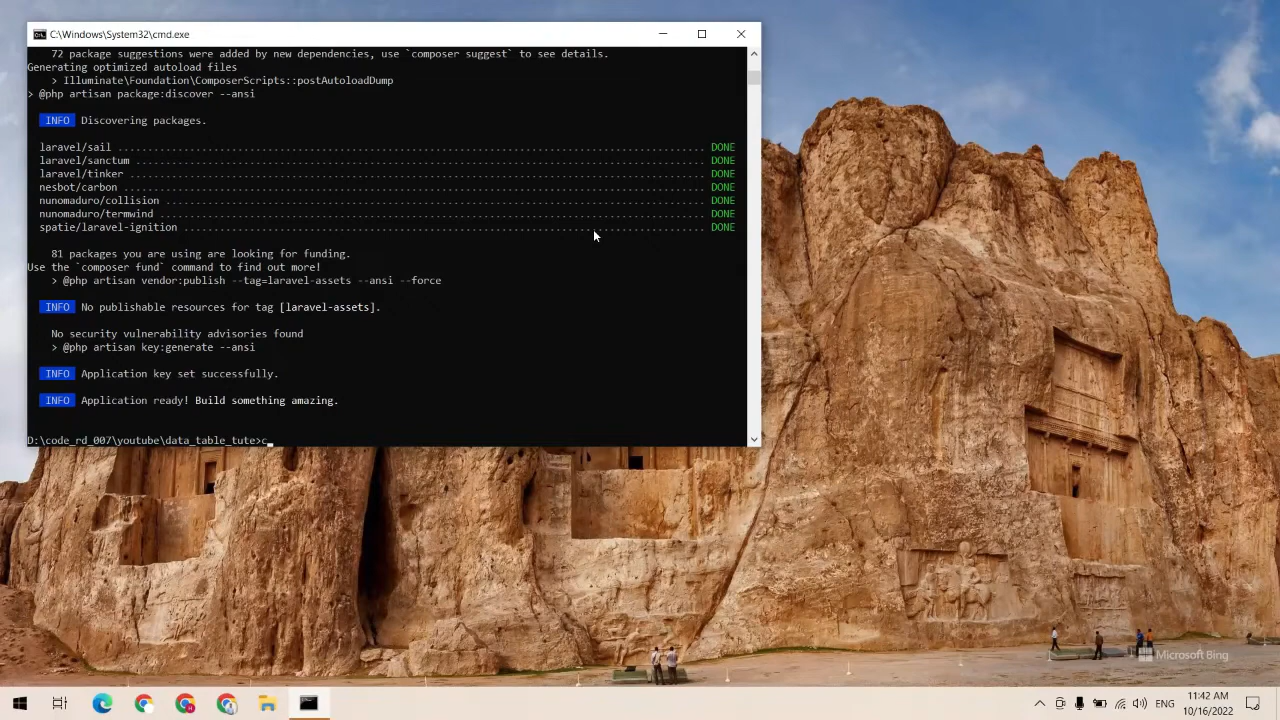 C:\Windows\System32\cmd.exe
72 package suggestions were added by new dependencies, use `composer suggest` to see details.
Generating optimized autoload files
> Illuminate\Foundation\ComposerScripts::postAutoloadDump
> @php artisan package:discover --ansi
INFO Discovering packages.
laravel/sail ........ DONE
laravel/sanctum ........ DONE
laravel/tinker ........ DONE
nesbot/carbon ........ DONE
nunomaduro/collision ........ DONE
nunomaduro/termwind ........ DONE
spatie/laravel-ignition ........ DONE
81 packages you are using are looking for funding.
Use the `composer fund` command to find out more!
> @php artisan vendor:publish --tag=laravel-assets --ansi --force
INFO No publishable resources for tag [laravel-assets].
No security vulnerability advisories found
> @php artisan key:generate --ansi
INFO Application key set successfully.
INFO Application ready! Build something amazing.
D:\code_rd_007\youtube\data_table_tute>c_
Microsoft Bing
ENG
11:42 AM
10/16/2022